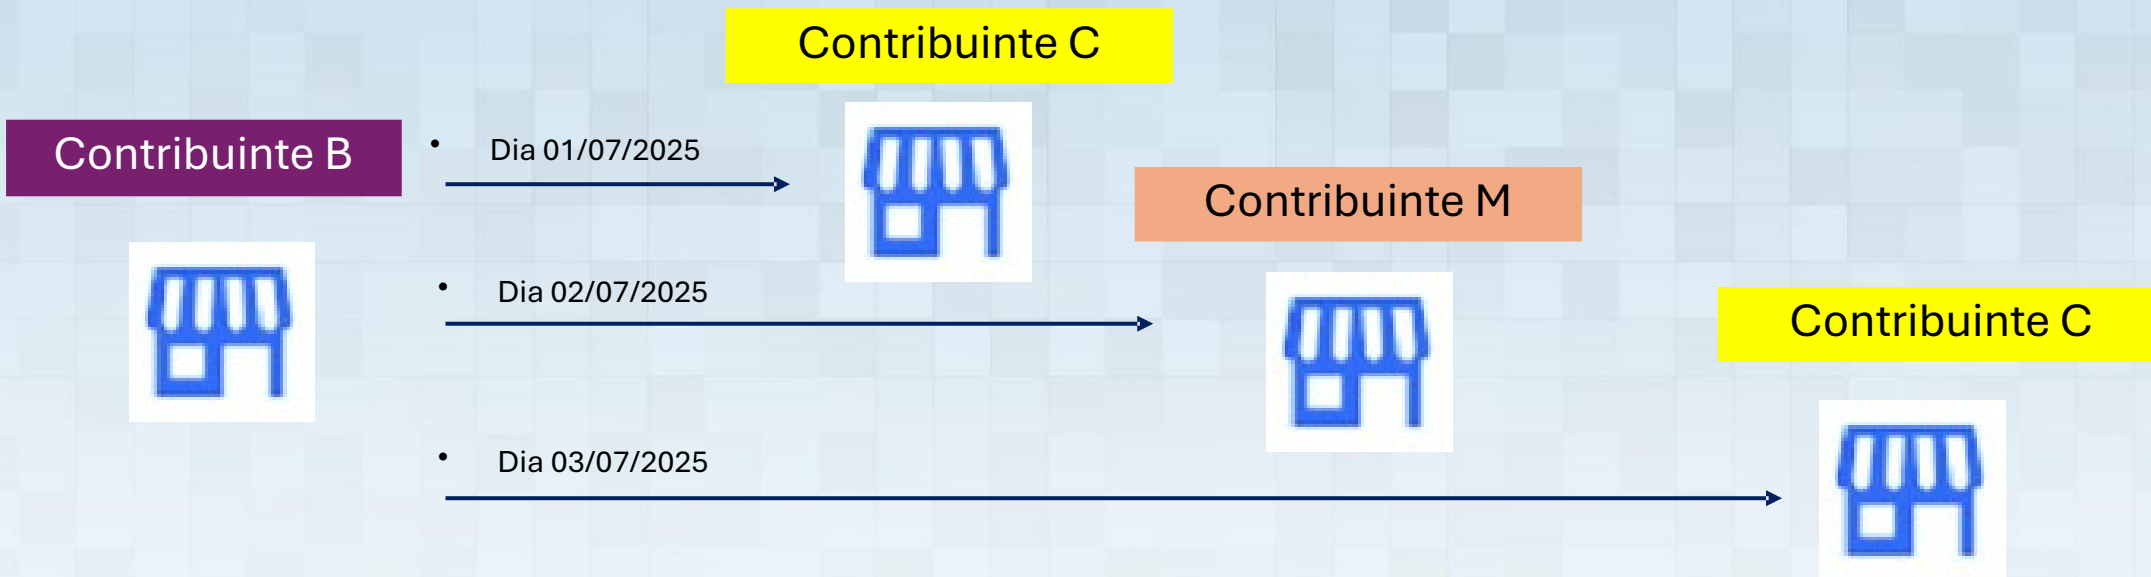 Contribuinte C
Contribuinte B
• Dia 01/07/2025
Contribuinte M
• Dia 02/07/2025
Contribuinte C
• Dia 03/07/2025